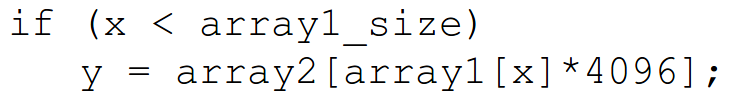 if (x < array1_size)
y = array2[array1[x]*4096];